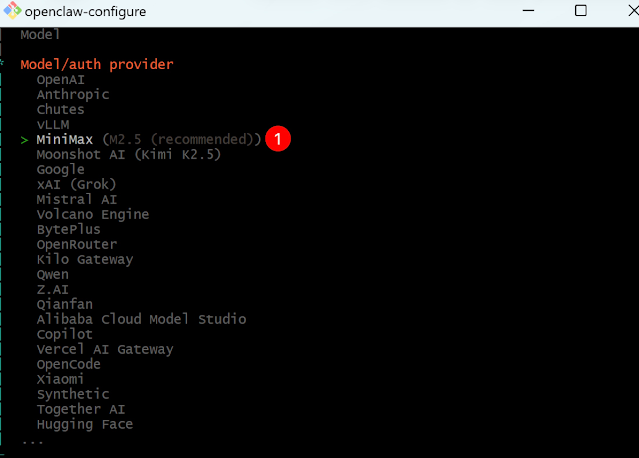 openclaw-configure
Model
* Model/auth provider
OpenAI
Anthropic
Chutes
vLLM
> MiniMax (M2.5 (recommended)) 1
Moonshot AI (Kimi K2.5)
Google
xAI (Grok)
Mistral AI
Volcano Engine
BytePlus
OpenRouter
Kilo Gateway
Qwen
Z.AI
Qianfan
Alibaba Cloud Model Studio
Copilot
Vercel AI Gateway
OpenCode
Xiaomi
Synthetic
Together AI
Hugging Face
...